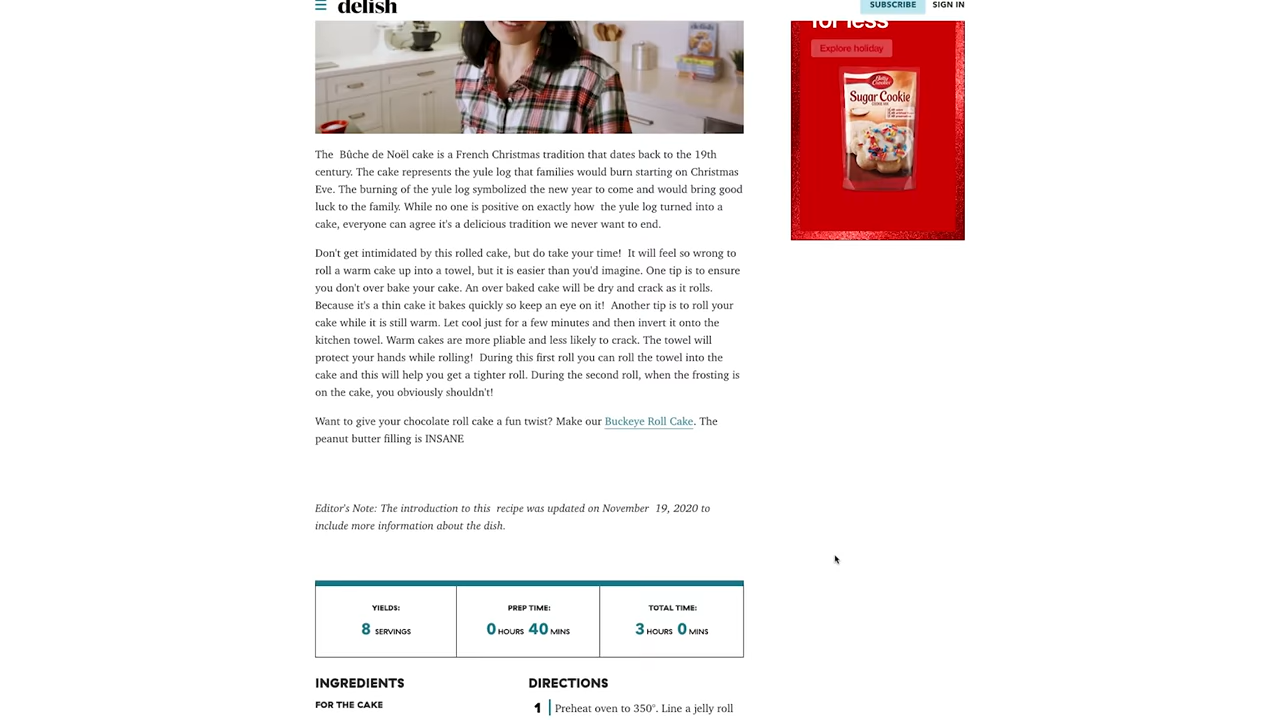 delish
SUBSCRIBE SIGN IN
for less
Explore holiday
Betty Crocker
Sugar Cookie
COOKIE MIX
The Bûche de Noël cake is a French Christmas tradition that dates back to the 19th
century. The cake represents the yule log that families would burn starting on Christmas
Eve. The burning of the yule log symbolized the new year to come and would bring good
luck to the family. While no one is positive on exactly how the yule log turned into a
cake, everyone can agree it's a delicious tradition we never want to end.
Don't get intimidated by this rolled cake, but do take your time! It will feel so wrong to
roll a warm cake up into a towel, but it is easier than you'd imagine. One tip is to ensure
you don't over bake your cake. An over baked cake will be dry and crack as it rolls.
Because it's a thin cake it bakes quickly so keep an eye on it! Another tip is to roll your
cake while it is still warm. Let cool just for a few minutes and then invert it onto the
kitchen towel. Warm cakes are more pliable and less likely to crack. The towel will
protect your hands while rolling! During this first roll you can roll the towel into the
cake and this will help you get a tighter roll. During the second roll, when the frosting is
on the cake, you obviously shouldn't!
Want to give your chocolate roll cake a fun twist? Make our Buckeye Roll Cake. The
peanut butter filling is INSANE
Editor's Note: The introduction to this recipe was updated on November 19, 2020 to
include more information about the dish.
YIELDS:
8 SERVINGS
PREP TIME:
0 HOURS 40 MINS
TOTAL TIME:
3 HOURS 0 MINS
INGREDIENTS
FOR THE CAKE
DIRECTIONS
1 Preheat oven to 350°. Line a jelly roll